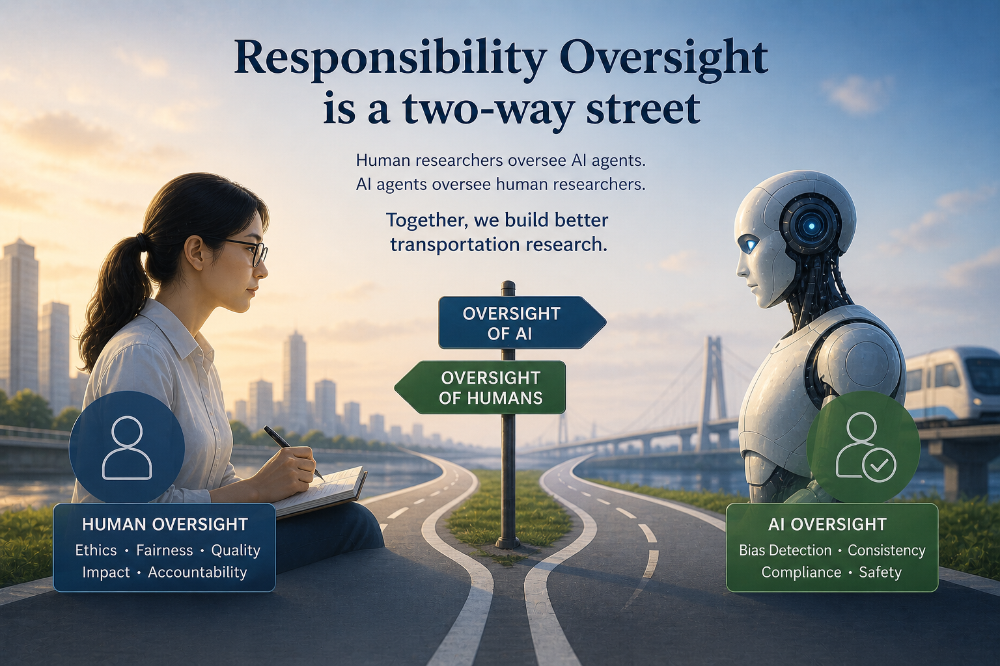 Responsibility Oversight
is a two-way street
Human researchers oversee AI agents.
AI agents oversee human researchers.
Together, we build better
transportation research.
OVERSIGHT
OF AI
OVERSIGHT
OF HUMANS
HUMAN OVERSIGHT
Ethics • Fairness • Quality
Impact • Accountability
AI OVERSIGHT
Bias Detection • Consistency
Compliance • Safety